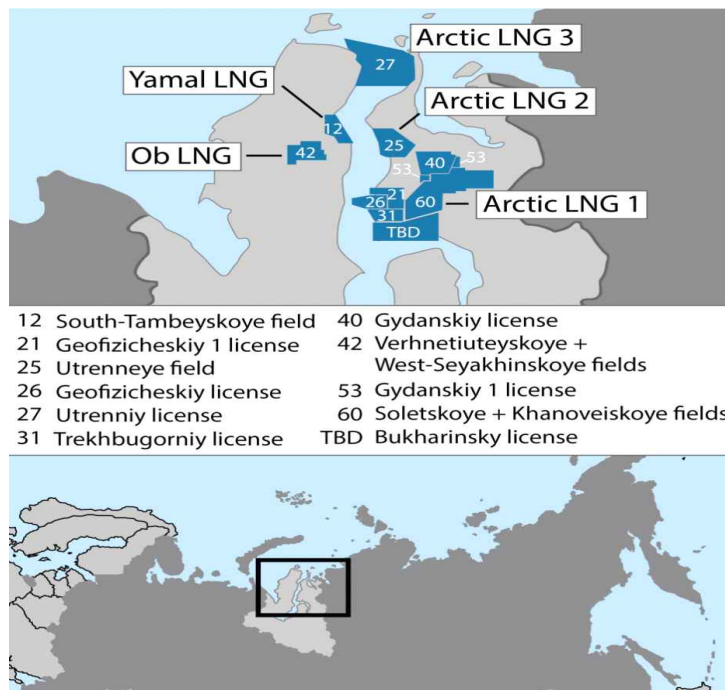 Arctic LNG 3
27
Yamal LNG
Arctic LNG 2
12
25
Ob LNG
42
40
53
53
21
26
60
Arctic LNG 1
31
TBD
12 South-Tambeyskoye field
21 Geofizicheskiy 1 license
25 Utrenneye field
26 Geofizicheskiy license
27 Utrenniy license
31 Trekhbugorniy license
40 Gydanskiy license
42 Verhnetiuteyskoye +
West-Seyakhinskoye fields
53 Gydanskiy 1 license
60 Soletskoye + Khanoveiskoye fields
TBD Bukharinsky license